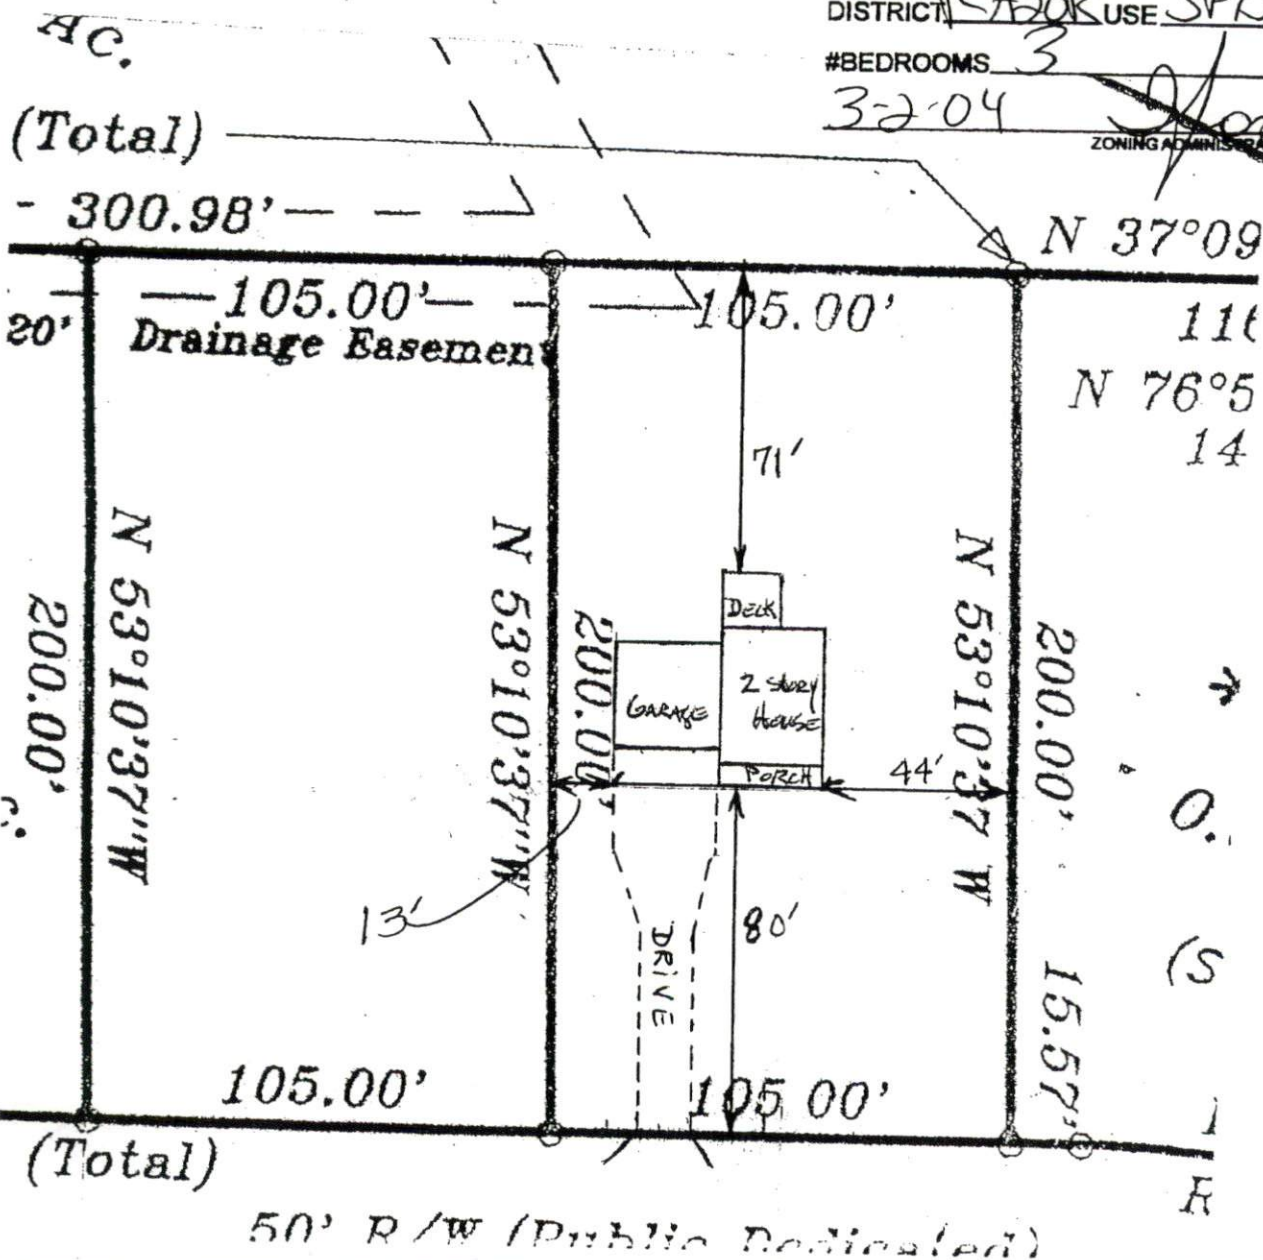 DISTRICT RA20R USE
#BEDROOMS 3
3-2-04
AC.
(Total)
- 300.98'
N 37°09
105.00'
105.00'
20'
Drainage Easement
N 76°5
14
71'
N 53°10'37"W
200.00'
N 53°10'37"W
200.00'
DECK
GARAGE
2 STORY
HOUSE
PORCH
44'
N 53°10'37 W
200.00'
0.
13'
80'
DRIVE
(S
15.57'
105.00'
105 00'
(Total)
R
50' R/W (Public Dedicated)